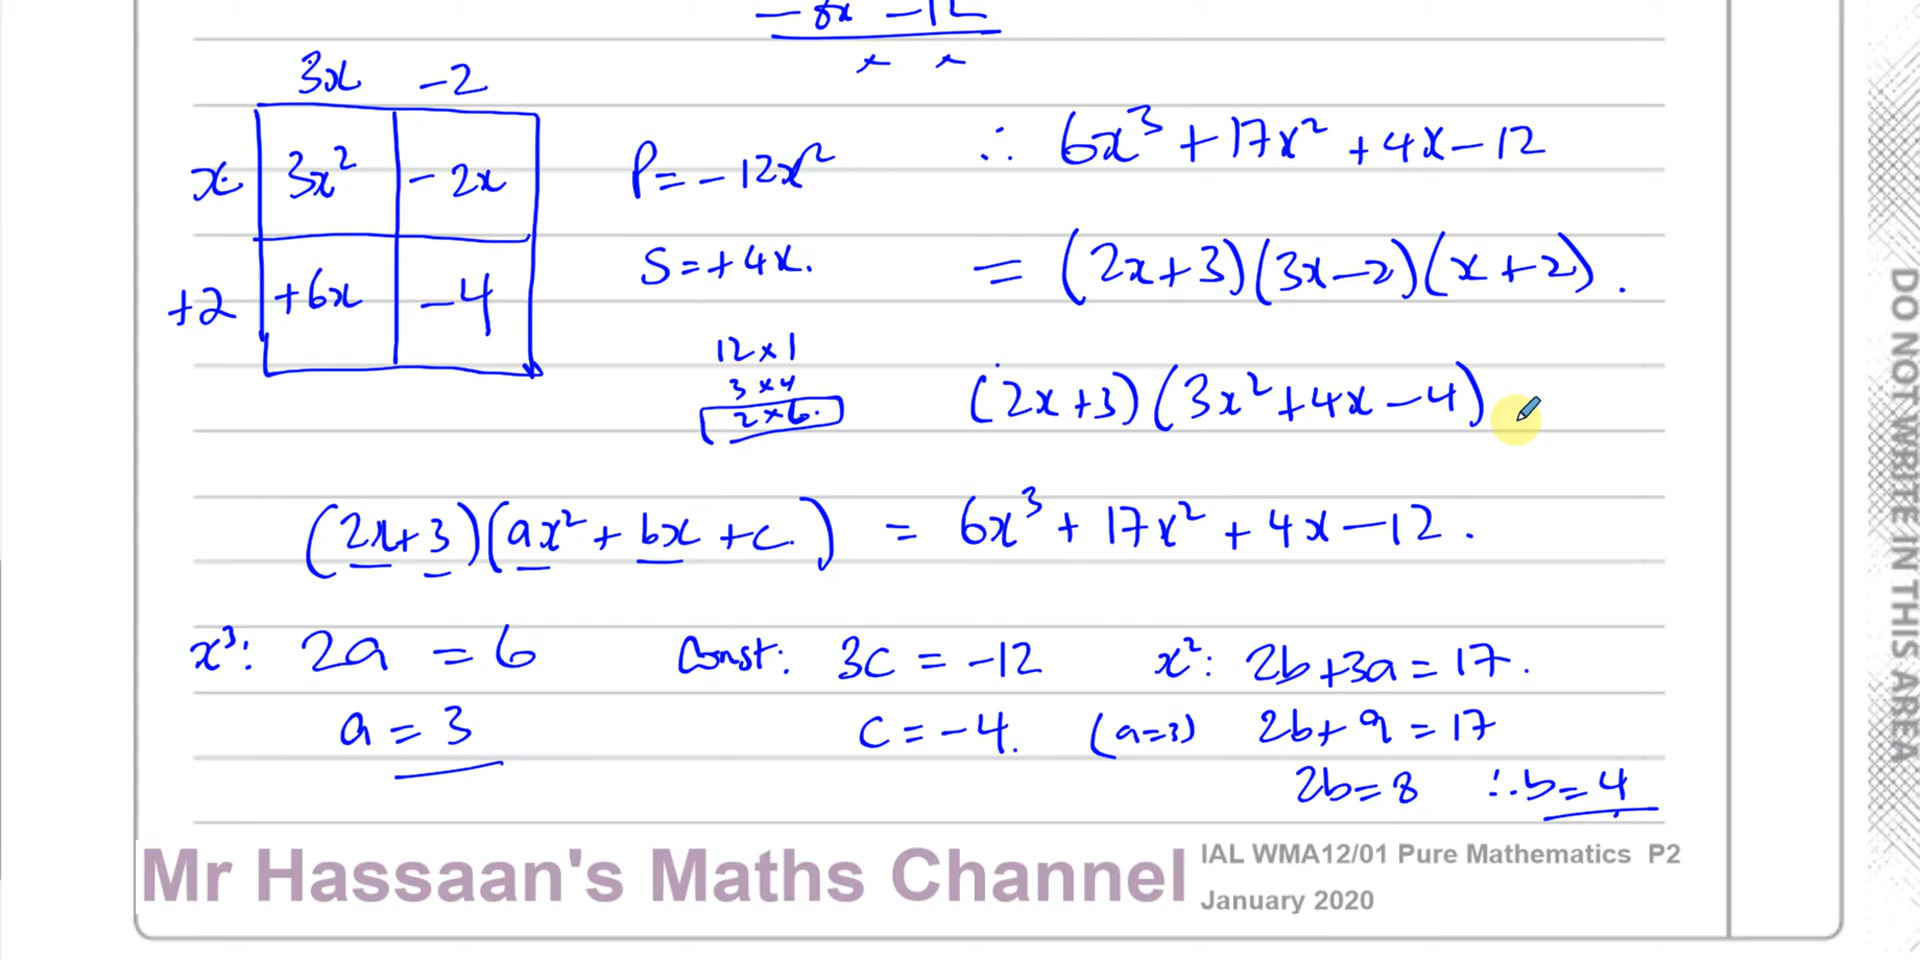 - 8x - 12
3x -2
x 3x² - 2x
+2 +6x - 4
P = - 12x²
S = +4x.
12 x 1
3 x 4
2 x 6.
∴ 6x³ + 17x² + 4x - 12
= (2x+3)(3x-2)(x+2).
(2x+3)(3x²+4x-4)
(2x+3)(ax² + bx + c.) = 6x³ + 17x² + 4x - 12.
x³: 2a = 6 Const: 3c = -12 x²: 2b+3a = 17.
a = 3 c = -4. (a=3) 2b+9 = 17
2b = 8 ∴ b = 4
Mr Hassaan's Maths Channel
IAL WMA12/01 Pure Mathematics P2
January 2020
DO NOT WRITE IN THIS AREA